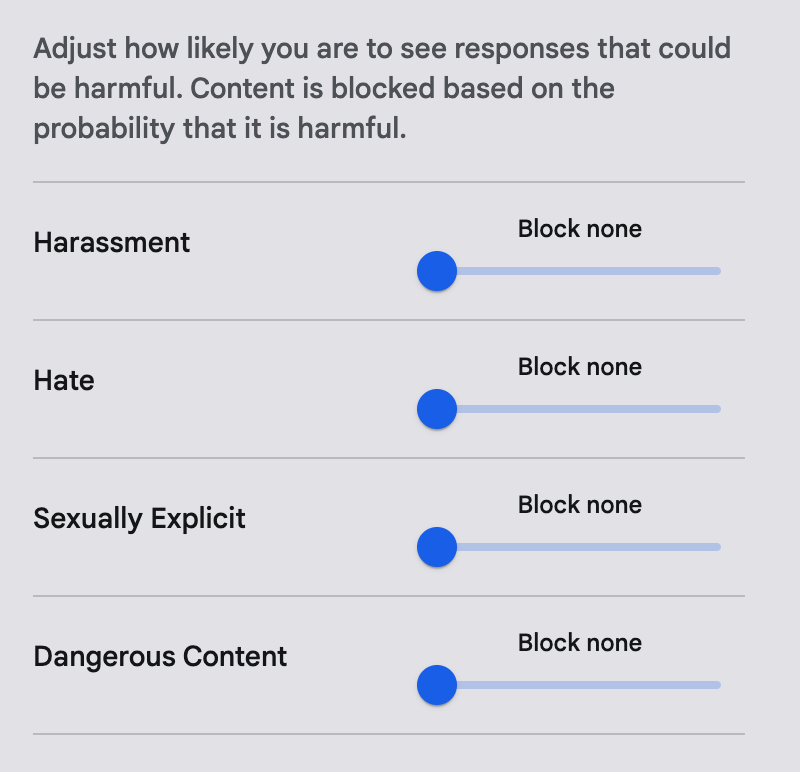 Adjust how likely you are to see responses that could
be harmful. Content is blocked based on the
probability that it is harmful.
Harassment
Block none
Hate
Block none
Sexually Explicit
Block none
Dangerous Content
Block none